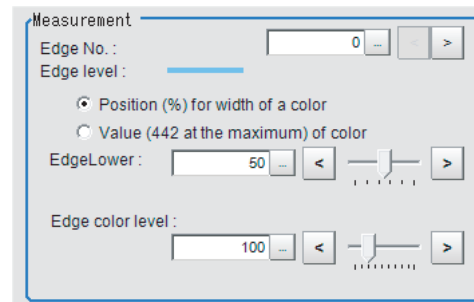 Measurement
Edge No. : 0 ... < >
Edge level :
Position (%) for width of a color
Value (442 at the maximum) of color
EdgeLower : 50 ... < >
Edge color level :
100 ... < >